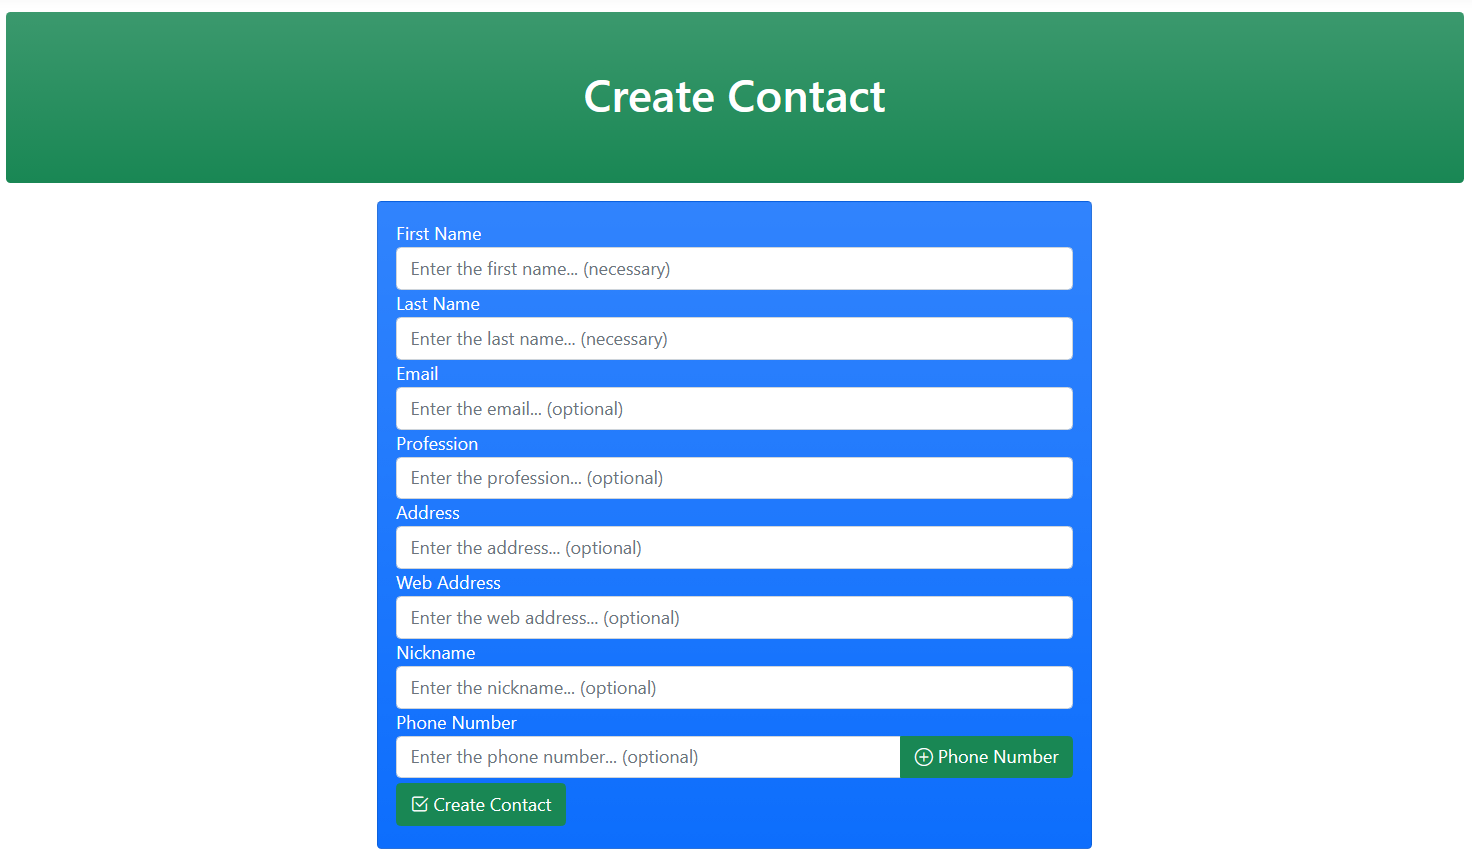 Create Contact
First Name
Enter the first name... (necessary)
Last Name
Enter the last name... (necessary)
Email
Enter the email... (optional)
Profession
Enter the profession... (optional)
Address
Enter the address... (optional)
Web Address
Enter the web address... (optional)
Nickname
Enter the nickname... (optional)
Phone Number
Enter the phone number... (optional) Phone Number
Create Contact